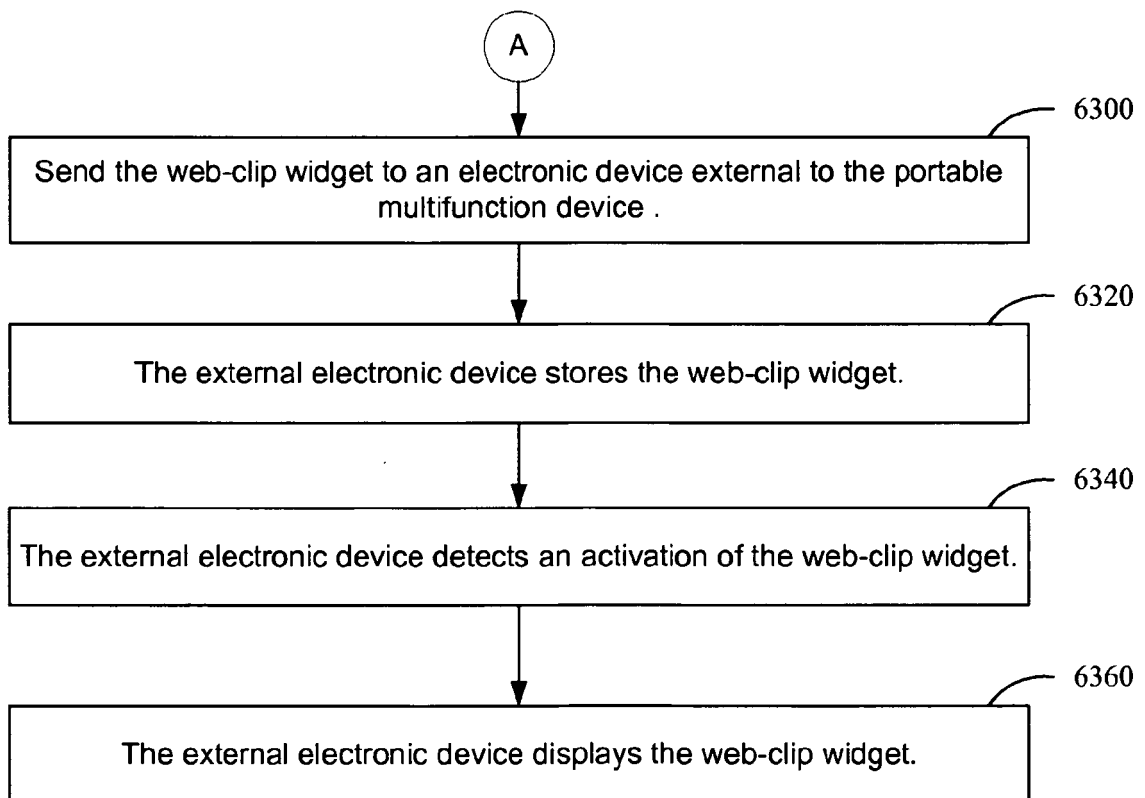 A
6300
Send the web-clip widget to an electronic device external to the portable
multifunction device .
6320
The external electronic device stores the web-clip widget.
6340
The external electronic device detects an activation of the web-clip widget.
6360
The external electronic device displays the web-clip widget.